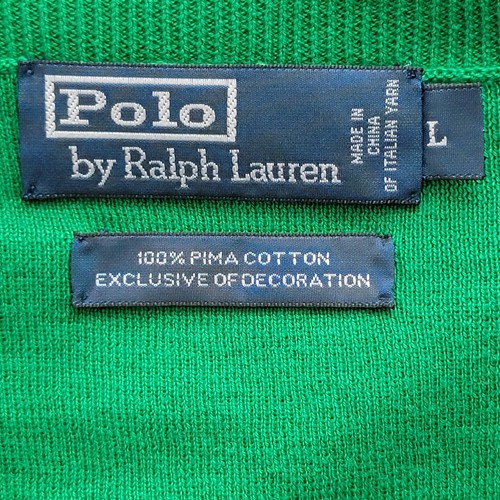 Polo
by Ralph Lauren
MADE IN
CHINA
OF ITALIAN YARN
L
100% PIMA COTTON
EXCLUSIVE OF DECORATION